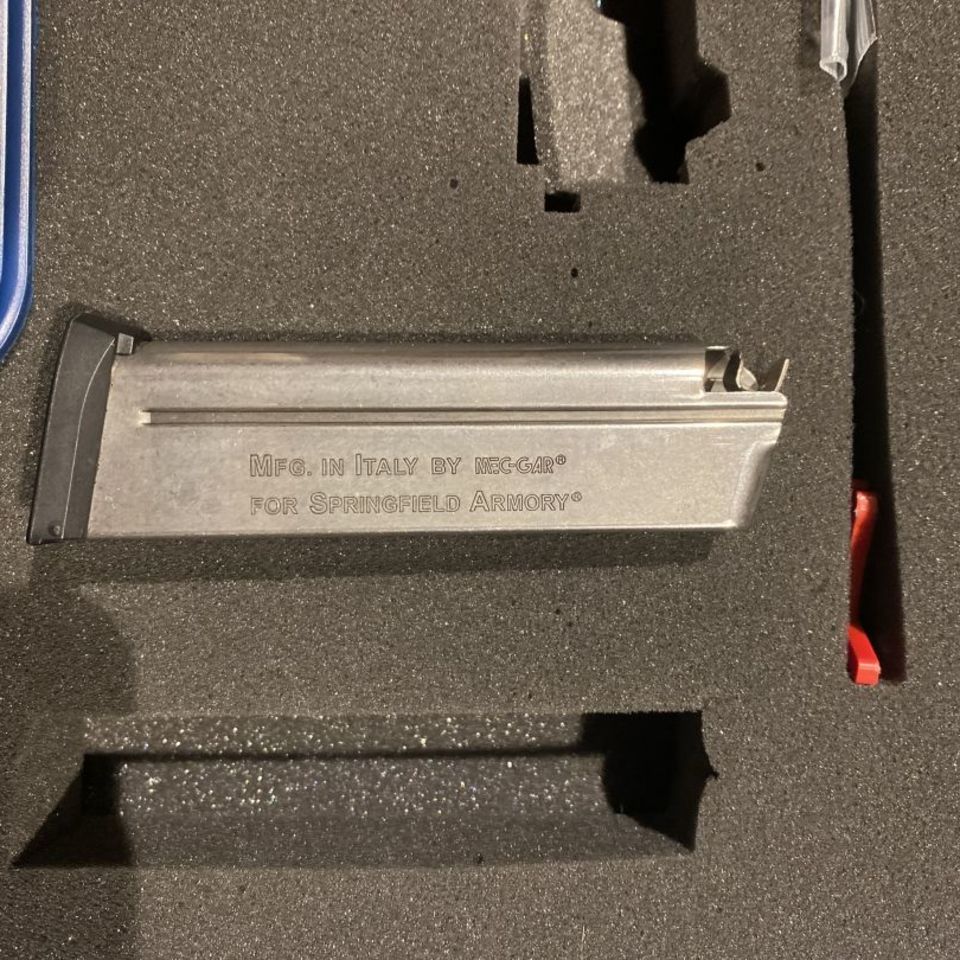 MFG. IN ITALY BY MEC-GAR®
FOR SPRINGFIELD ARMORY®